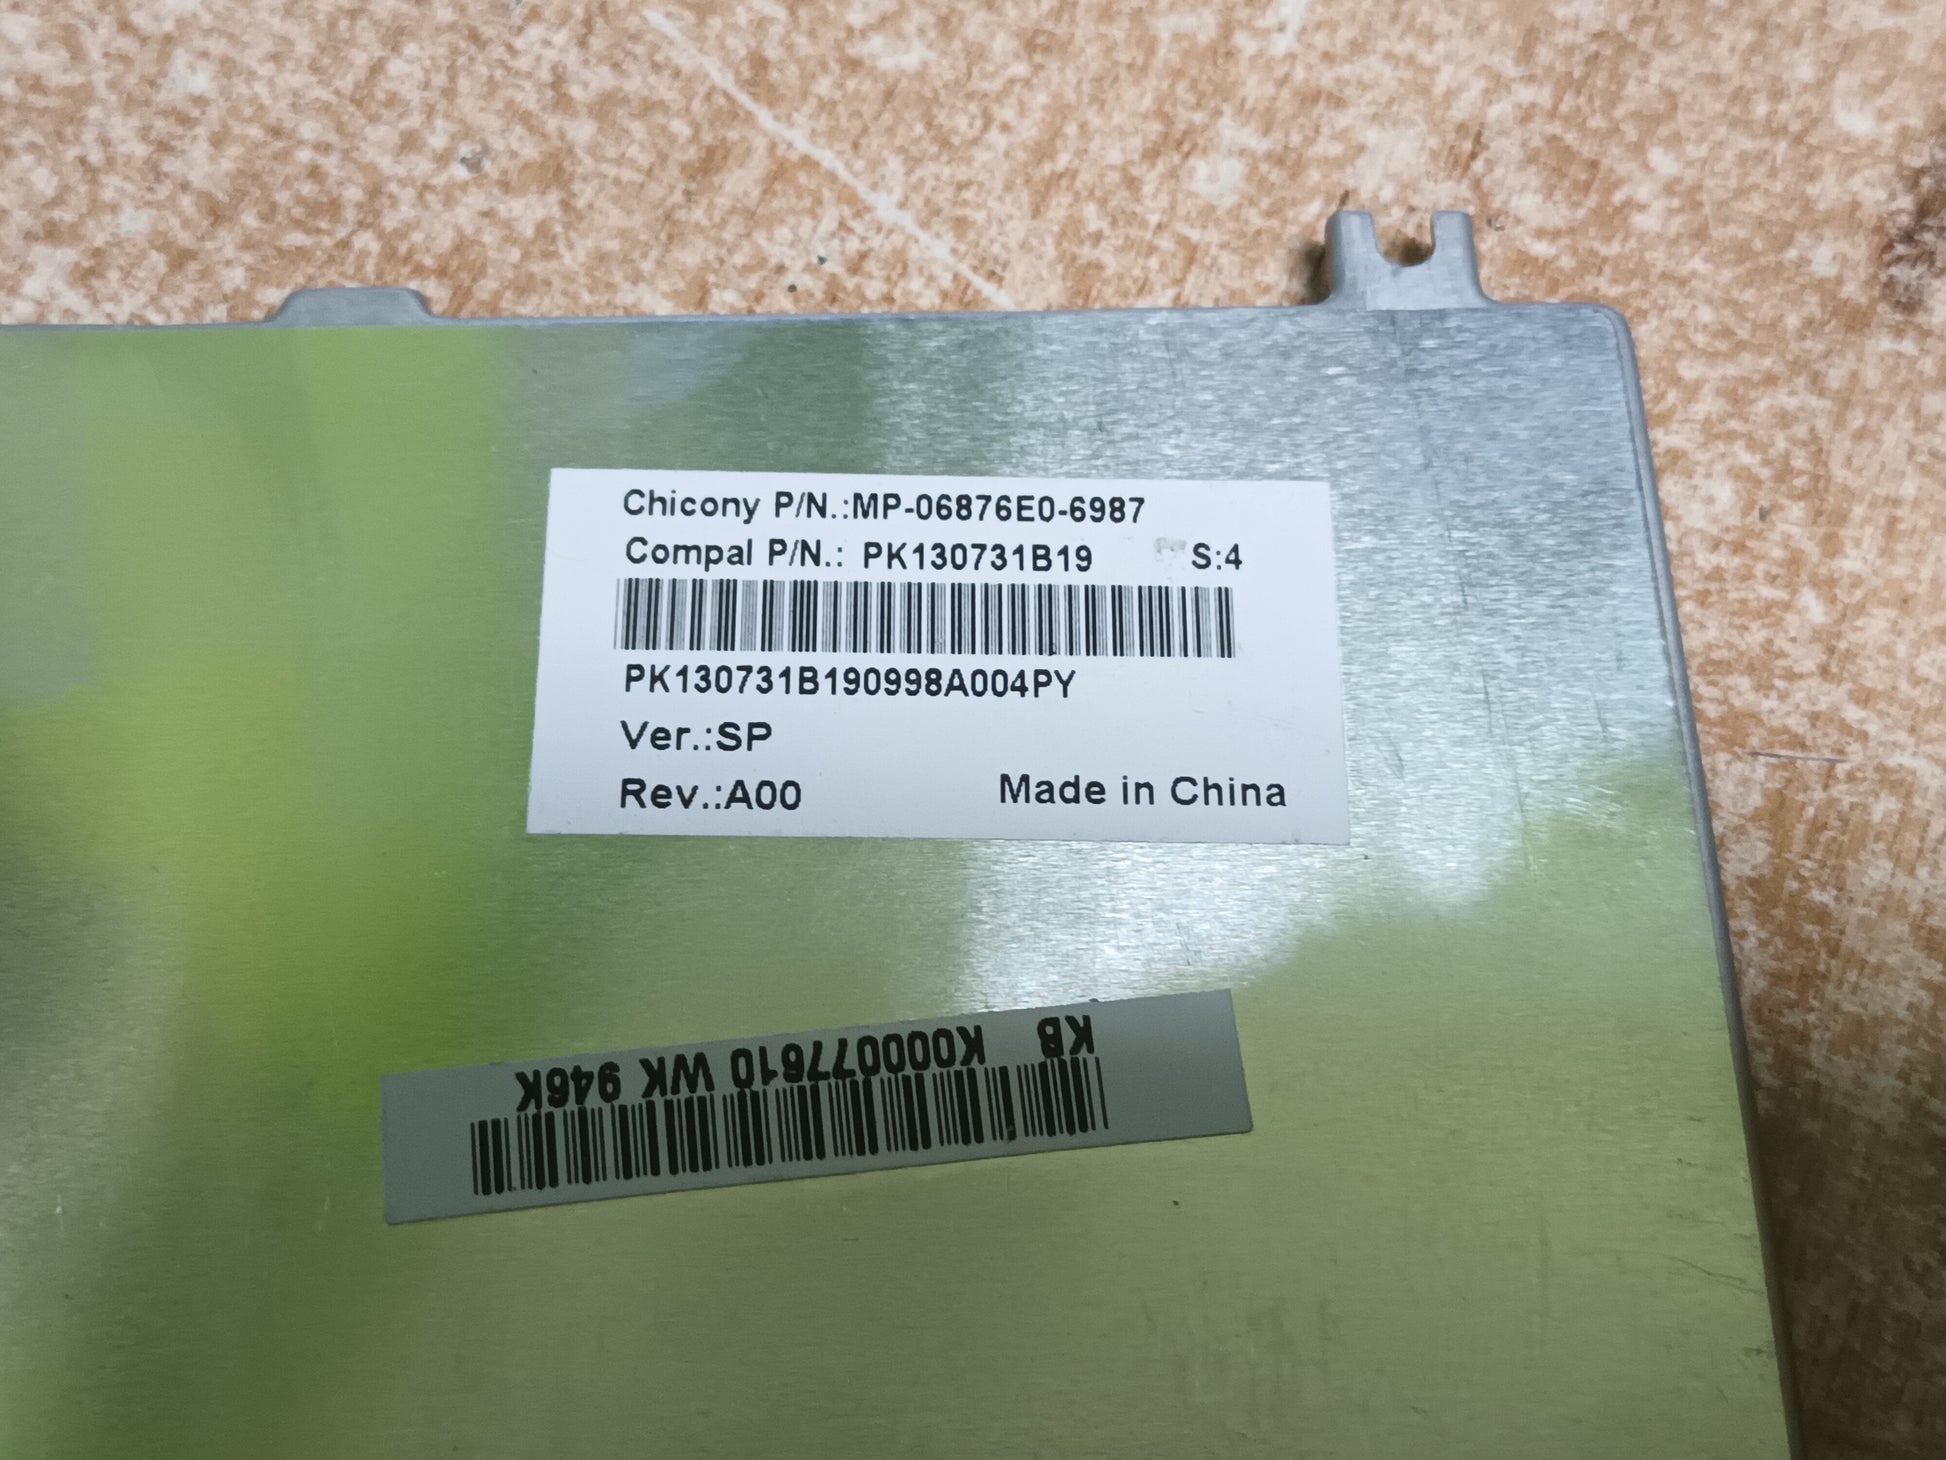 Chicony P/N.:MP-06876E0-6987
Compal P/N.: PK130731B19 S:4
PK130731B190998A004PY
Ver.:SP
Rev.:A00 Made in China
KB K000077610 WK 946K